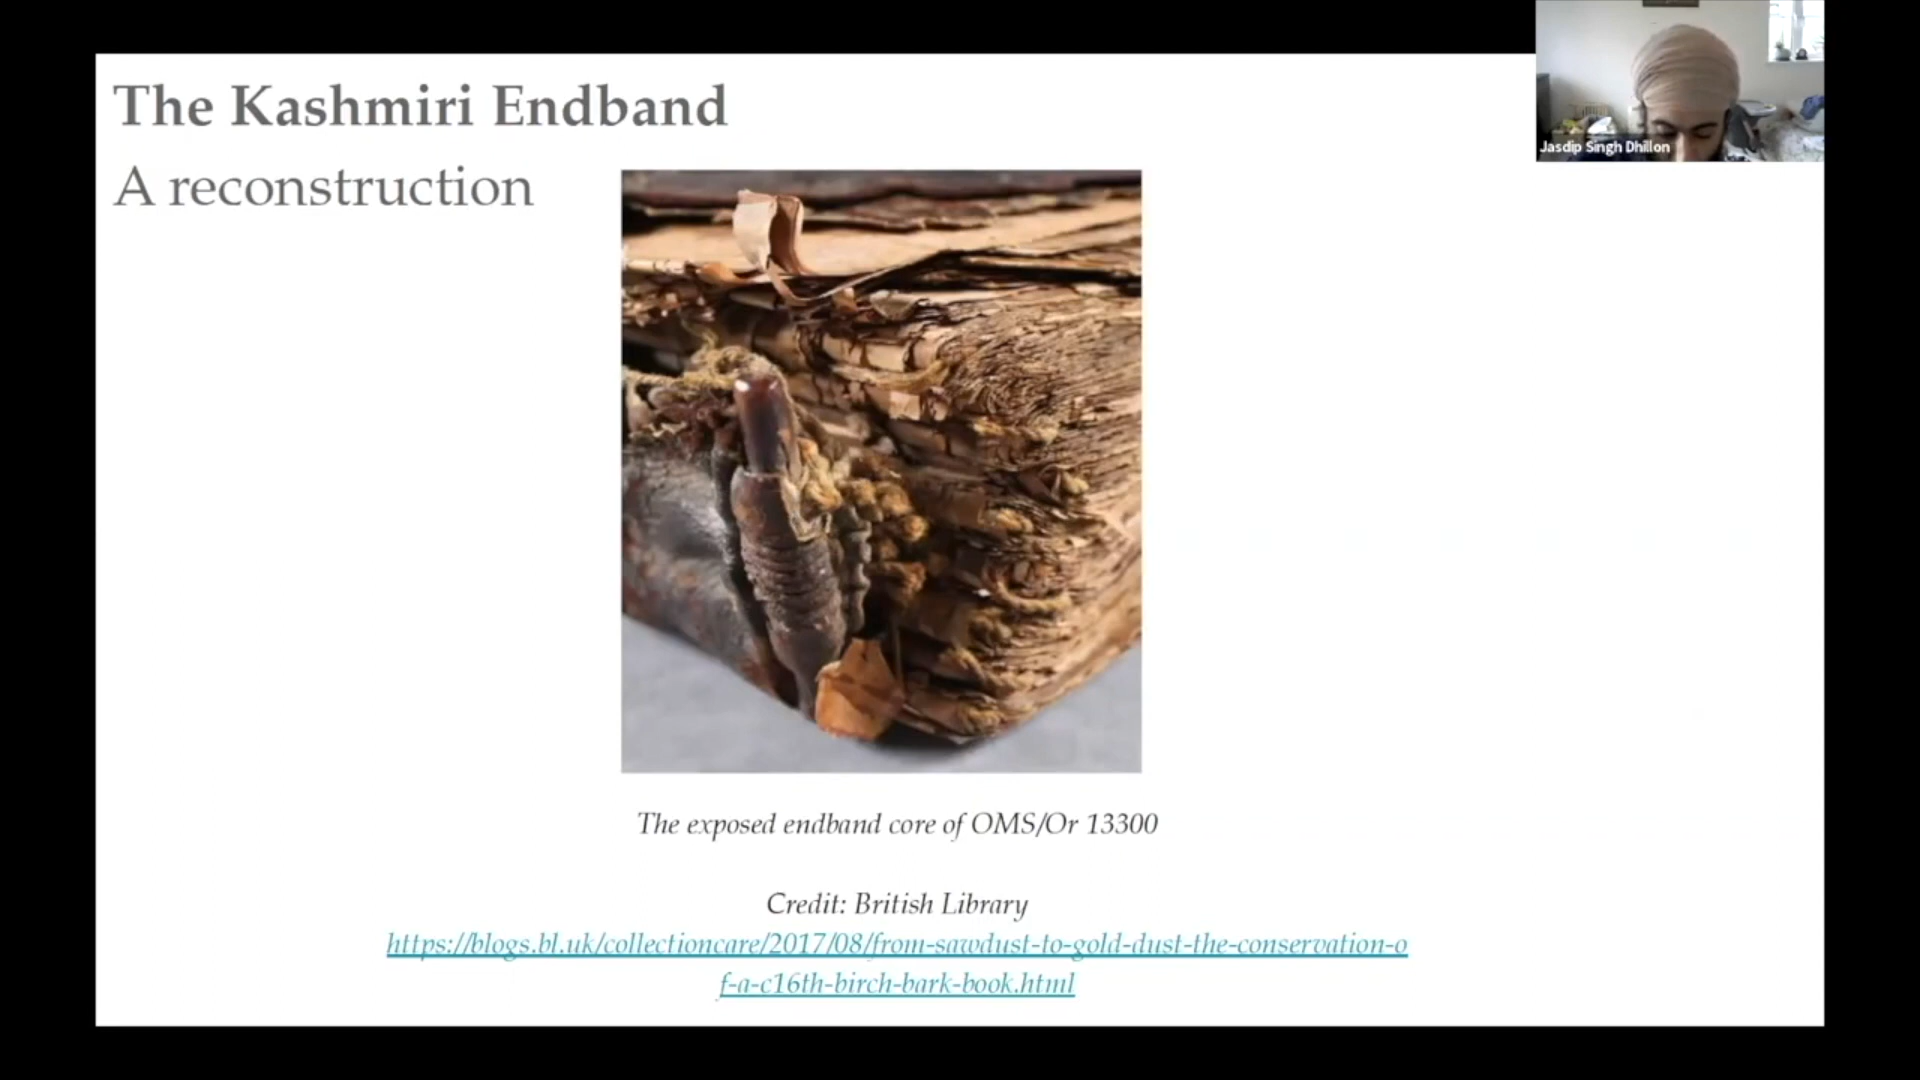 The Kashmiri Endband
A reconstruction
Jasdip Singh Dhillon
The exposed endband core of OMS/Or 13300
Credit: British Library
https://blogs.bl.uk/collectioncare/2017/08/from-sawdust-to-gold-dust-the-conservation-o
f-a-c16th-birch-bark-book.html